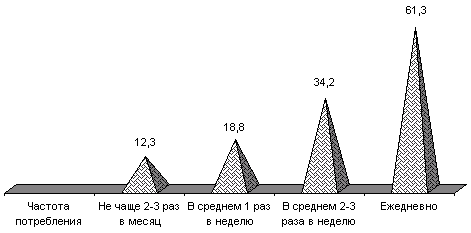 61,3
34,2
18,8
12,3
Частота потребления
Не чаще 2-3 раз в месяц
В среднем 1 раз в неделю
В среднем 2-3 раза в неделю
Ежедневно